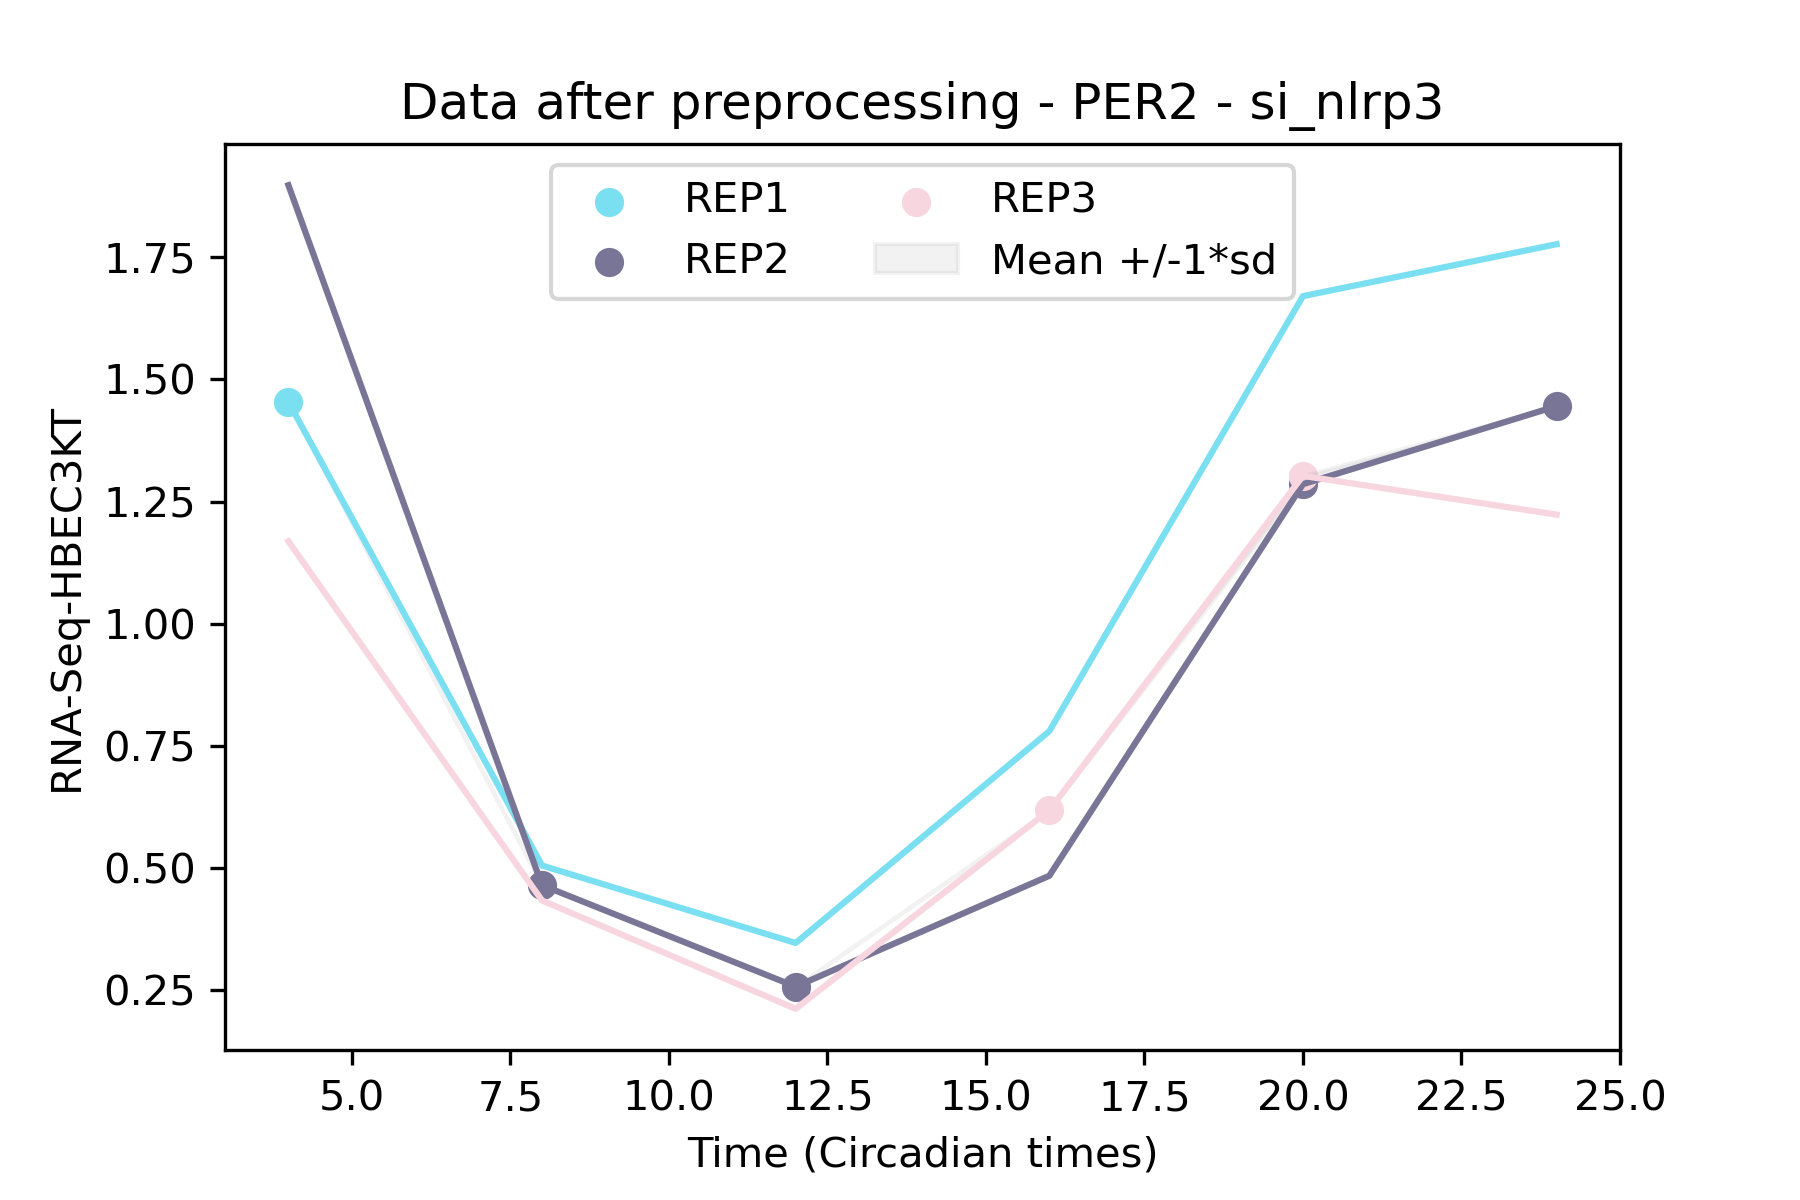 Data after preprocessing - PER2 - si_nlrp3
REP1
REP2
REP3
Mean +/-1*sd
RNA-Seq-HBEC3KT
1.75
1.50
1.25
1.00
0.75
0.50
0.25
5.0 7.5 10.0 12.5 15.0 17.5 20.0 22.5 25.0
Time (Circadian times)